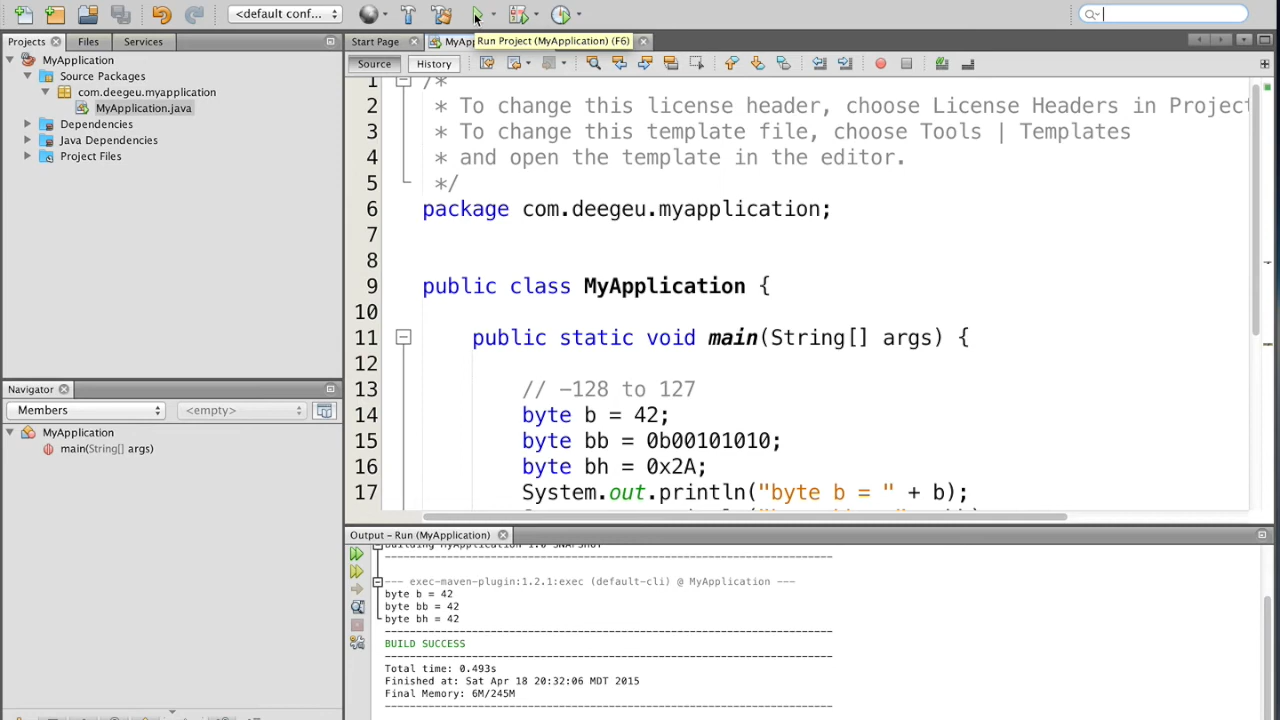 <default conf...
Projects
Files
Services
MyApplication
Source Packages
com.deegeu.myapplication
MyApplication.java
Dependencies
Java Dependencies
Project Files
Navigator
Members
<empty>
MyApplication
main(String[] args)
Start Page
MyApp
Run Project (MyApplication) (F6)
Source
History
1 /*
2 * To change this license header, choose License Headers in Project
3 * To change this template file, choose Tools | Templates
4 * and open the template in the editor.
5 */
6 package com.deegeu.myapplication;
7
8
9 public class MyApplication {
10
11 public static void main(String[] args) {
12
13 // -128 to 127
14 byte b = 42;
15 byte bb = 0b00101010;
16 byte bh = 0x2A;
17 System.out.println("byte b = " + b);
Output - Run (MyApplication)
Building MyApplication 1.0 SNAPSHOT
------------------------------------------------------------------------
--- exec-maven-plugin:1.2.1:exec (default-cli) @ MyApplication ---
byte b = 42
byte bb = 42
byte bh = 42
------------------------------------------------------------------------
BUILD SUCCESS
------------------------------------------------------------------------
Total time: 0.493s
Finished at: Sat Apr 18 20:32:06 MDT 2015
Final Memory: 6M/245M
------------------------------------------------------------------------